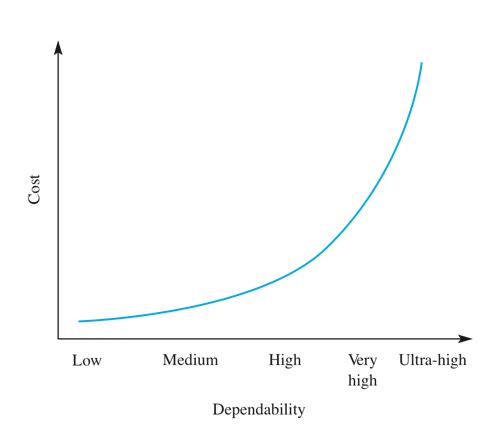 Cost
Low
Medium
High
Very
high
Ultra-high
Dependability